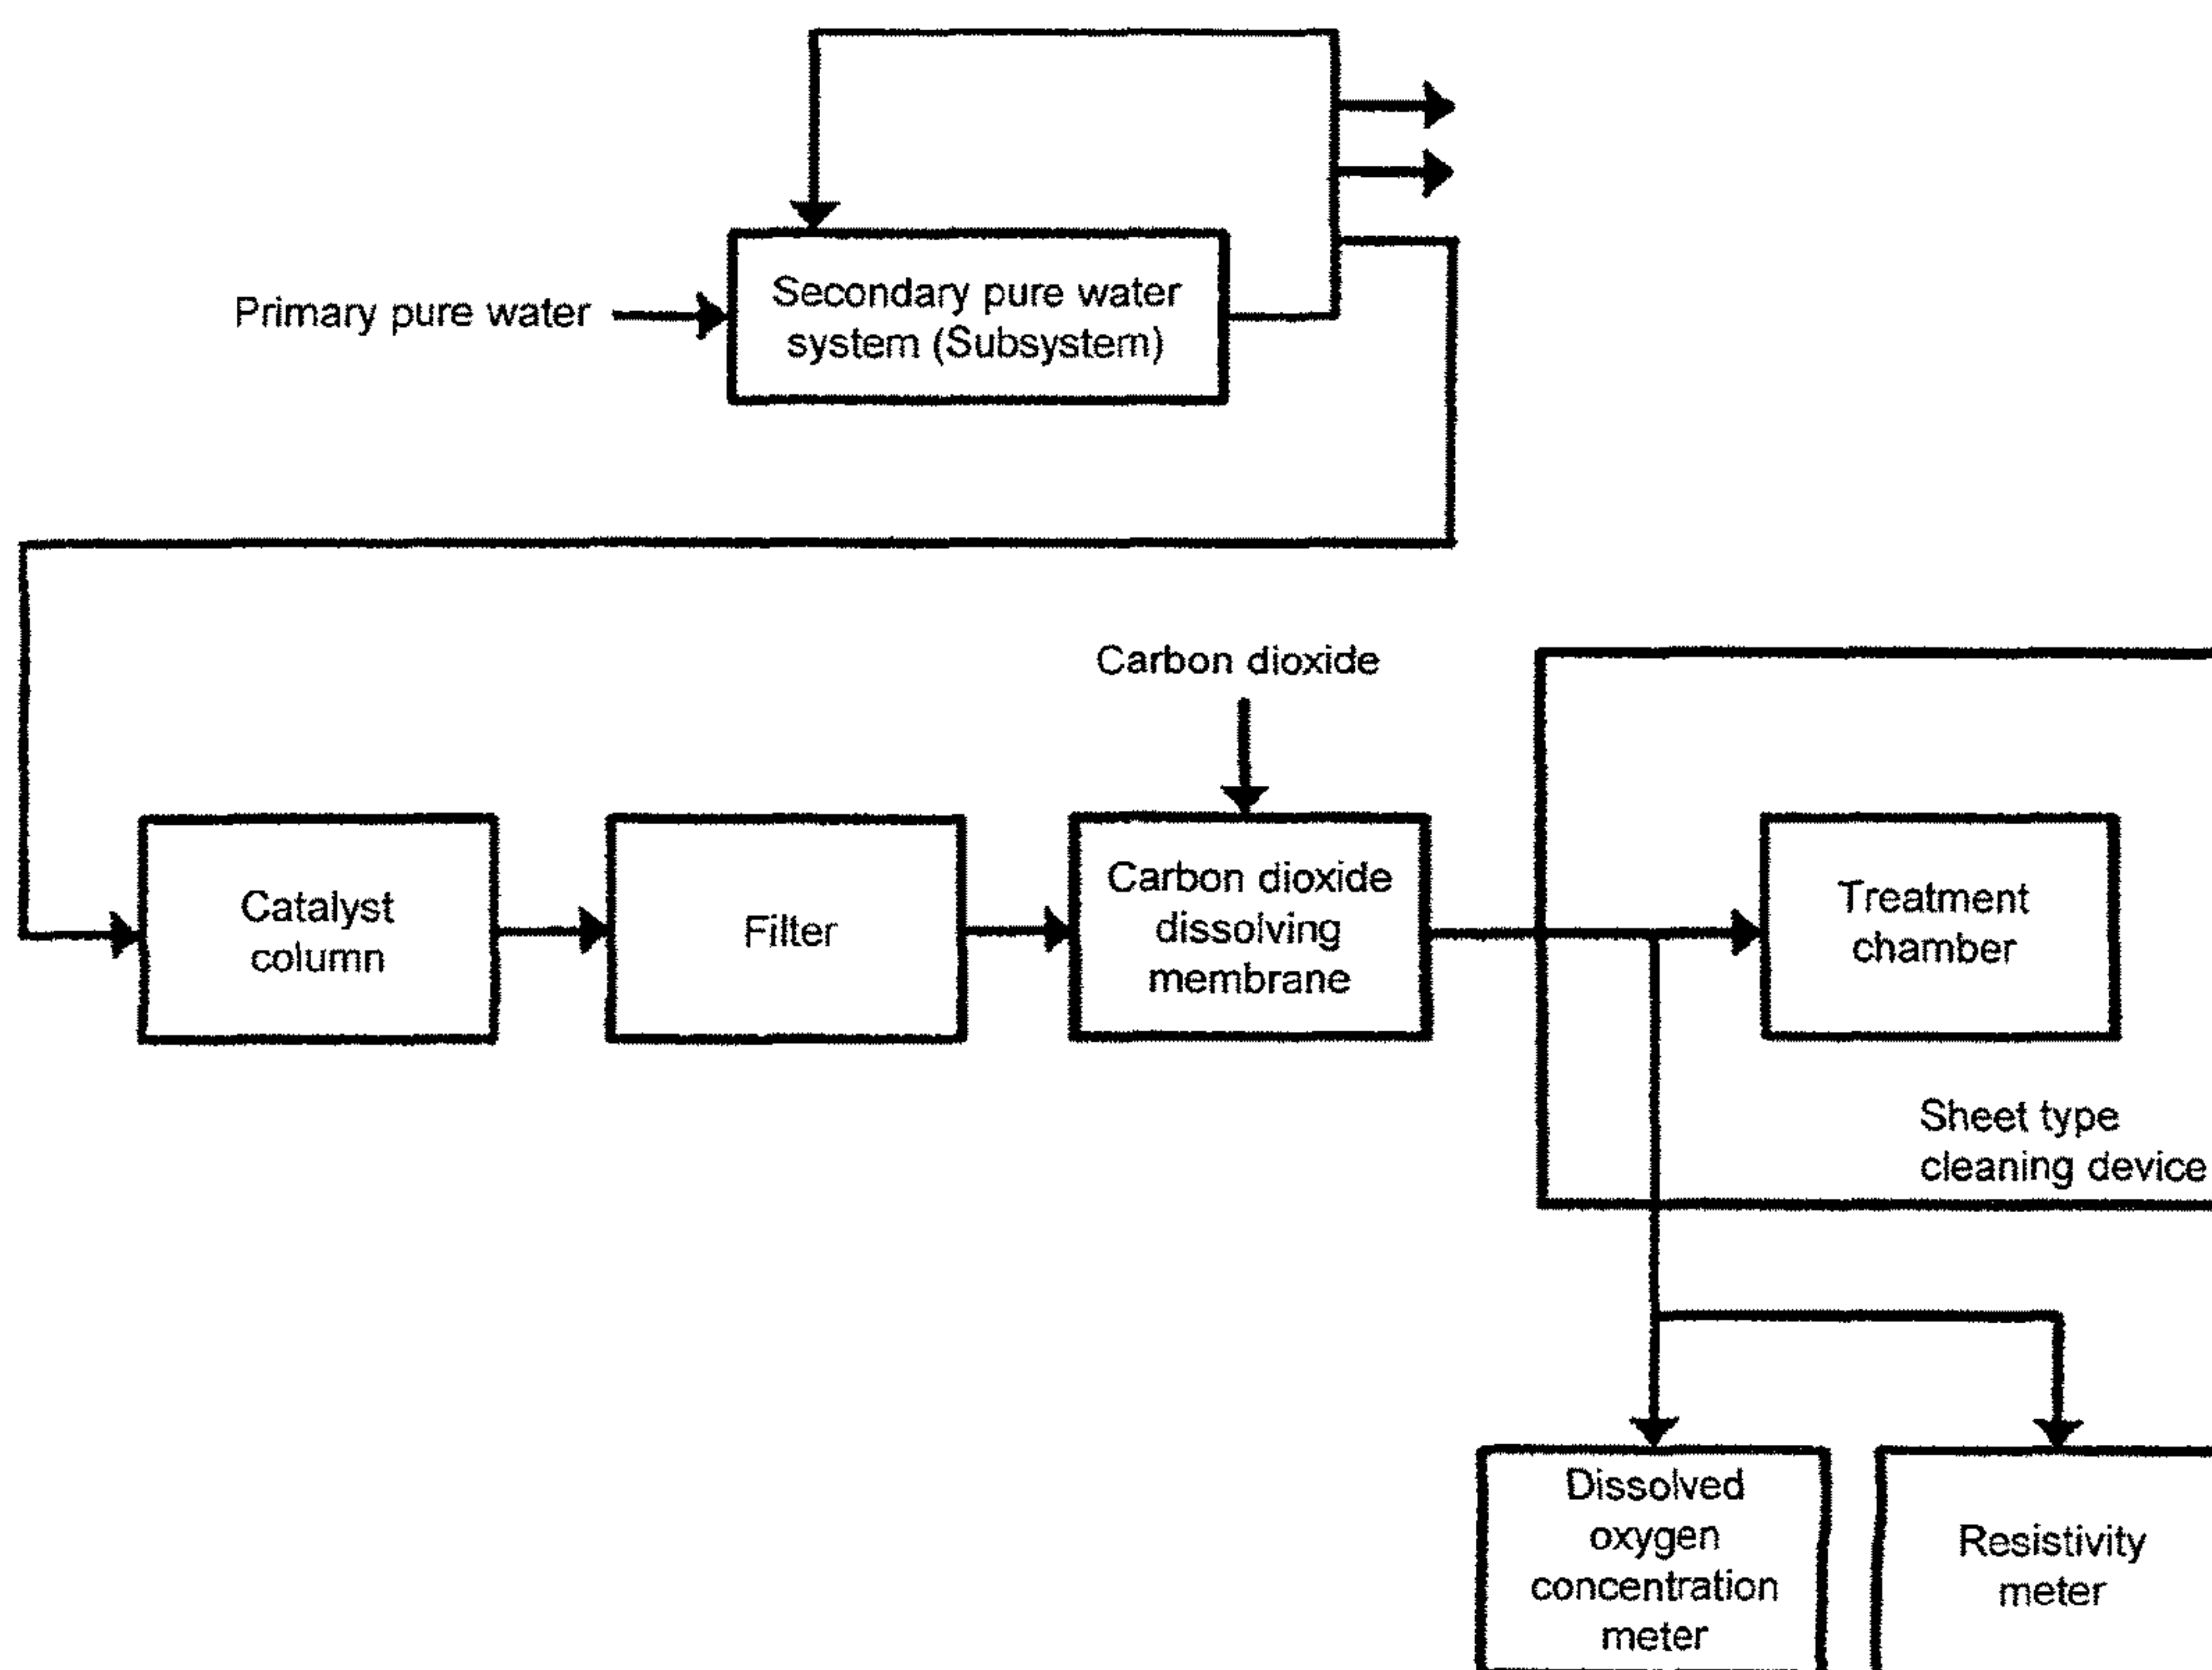 Primary pure water
Secondary pure water
system (Subsystem)
Carbon dioxide
Catalyst
column
Filter
Carbon dioxide
dissolving
membrane
Treatment
chamber
Sheet type
cleaning device
Dissolved
oxygen
concentration
meter
Resistivity
meter